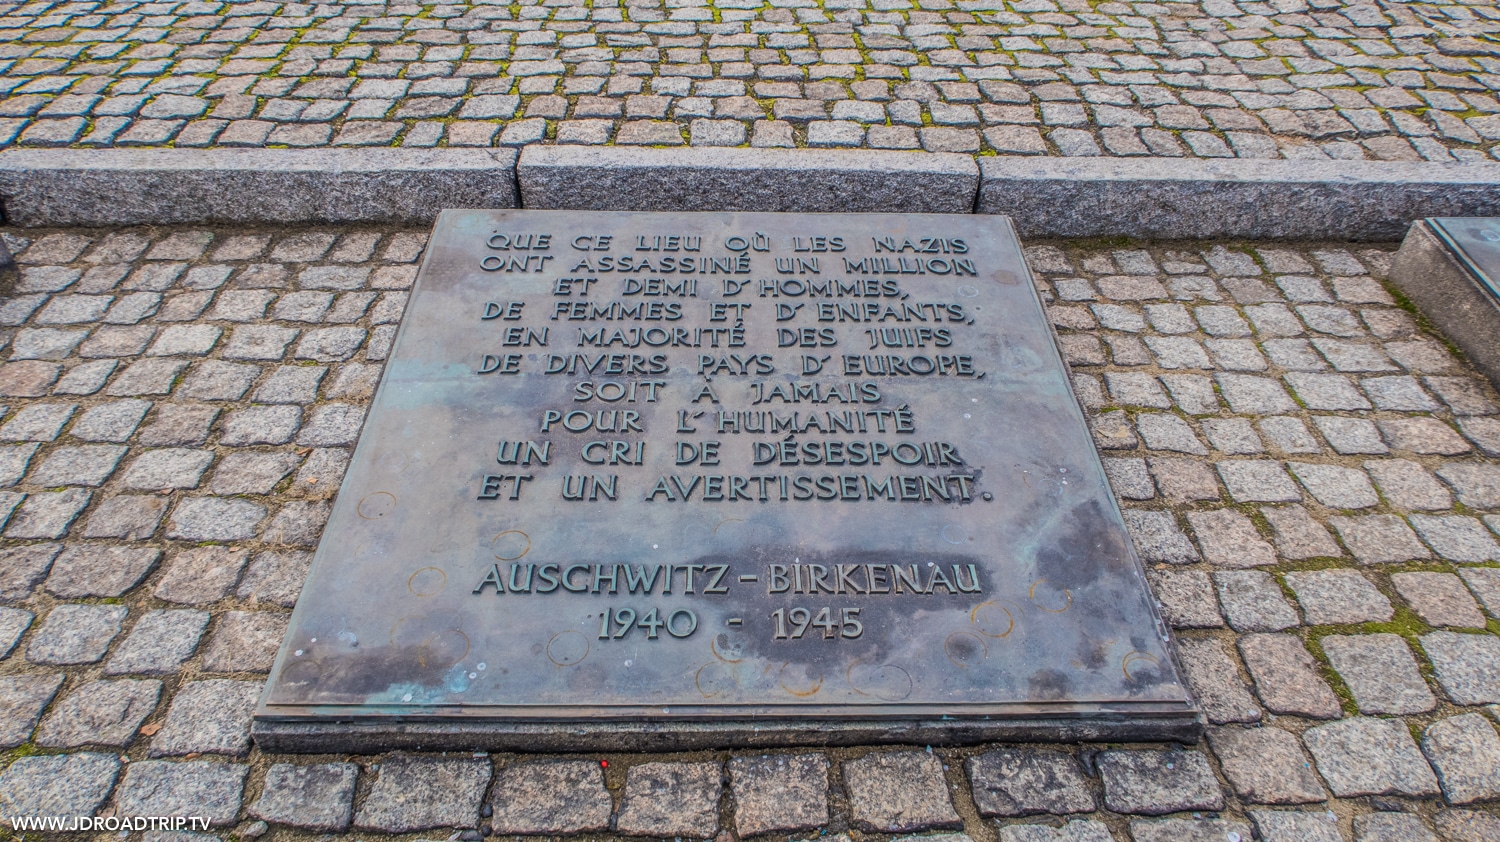 QUE CE LIEU OÙ LES NAZIS
ONT ASSASSINÉ UN MILLION
ET DEMI D'HOMMES,
DE FEMMES ET D'ENFANTS,
EN MAJORITÉ DES JUIFS
DE DIVERS PAYS D'EUROPE,
SOIT À JAMAIS
POUR L'HUMANITÉ
UN CRI DE DÉSESPOIR
ET UN AVERTISSEMENT.
AUSCHWITZ - BIRKENAU
1940 - 1945
WWW.JDROADTRIP.TV